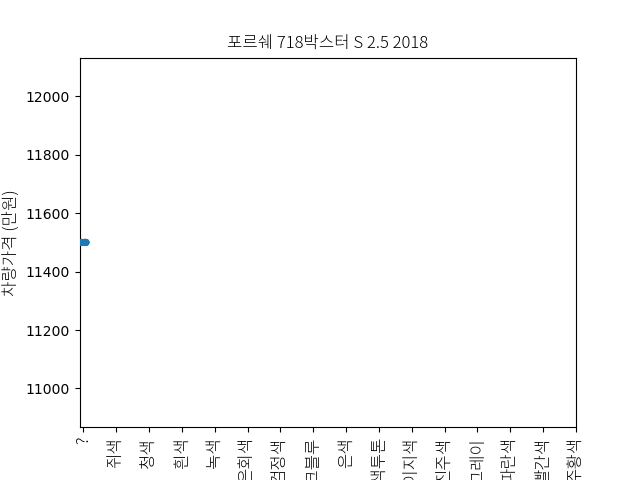 포르쉐 718박스터 S 2.5 2018
차량가격 (만원)
12000
11800
11600
11400
11200
11000
?
쥐색
청색
흰색
녹색
은회색
검정색
크블루
은색
색투톤
이지색
진주색
그레이
파란색
빨간색
주황색